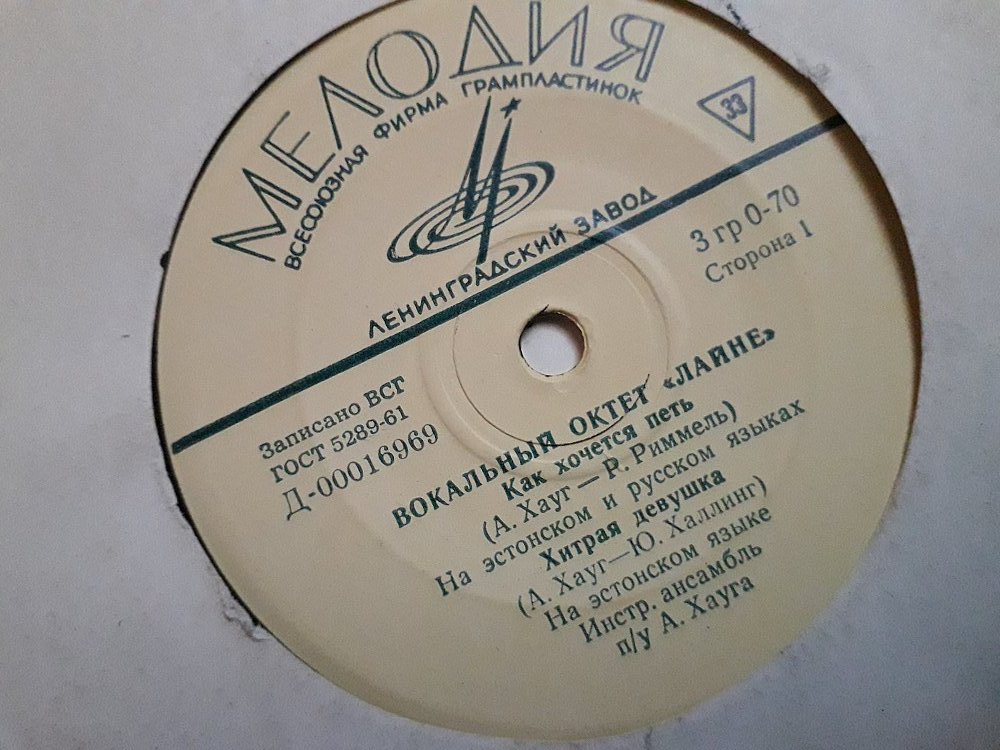 МЕЛОДИЯ
ВСЕСОЮЗНАЯ ФИРМА ГРАМПЛАСТИНОК
33
ЛЕНИНГРАДСКИЙ ЗАВОД
3 гр 0-70
Сторона 1
Записано ВСГ
ГОСТ 5289-61
Д-00016969
ВОКАЛЬНЫЙ ОКТЕТ «ЛАЙНЕ»
Как хочется петь
(А. Хауг — Р. Риммель)
На эстонском и русском языках
Хитрая девушка
(А. Хауг—Ю. Халлинг)
На эстонском языке
Инстр. ансамбль
п/у А. Хауга